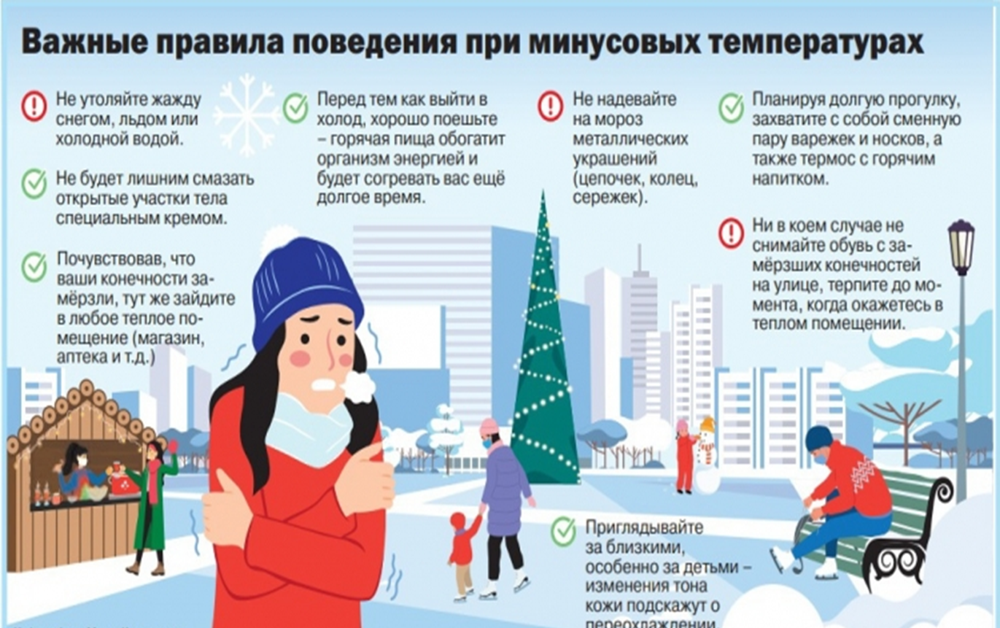 Важные правила поведения при минусовых температурах
Не утоляйте жажду
снегом, льдом или
холодной водой.
Не будет лишним смазать
открытые участки тела
специальным кремом.
Почувствовав, что
ваши конечности за-
мёрзли, тут же зайдите
в любое теплое по-
мещение (магазин,
аптека и т.д.)
Перед тем как выйти в
холод, хорошо поешьте
– горячая пища обогатит
организм энергией и
будет согревать вас ещё
долгое время.
Не надевайте
на мороз
металлических
украшений
(цепочек, колец,
сережек).
Планируя долгую прогулку,
захватите с собой сменную
пару варежек и носков, а
также термос с горячим
напитком.
Ни в коем случае не
снимайте обувь с за-
мёрзших конечностей
на улице, терпите до мо-
мента, когда окажетесь в
теплом помещении.
Приглядывайте
за близкими,
особенно за детьми –
изменения тона
кожи подскажут о
переохлаждении